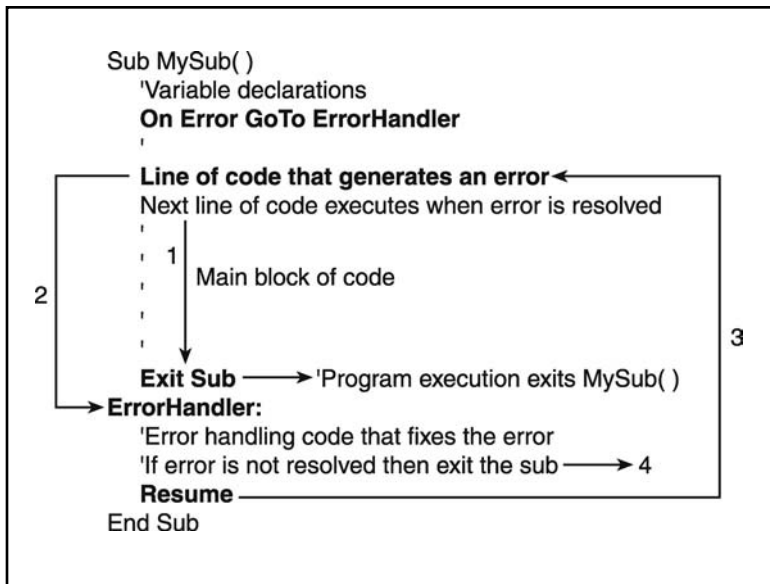 Sub MySub( )
'Variable declarations
On Error GoTo ErrorHandler
'
Line of code that generates an error
Next line of code executes when error is resolved
'
' 1
' Main block of code
2
'
' 3
'
Exit Sub 'Program execution exits MySub( )
ErrorHandler:
'Error handling code that fixes the error
'If error is not resolved then exit the sub 4
Resume
End Sub